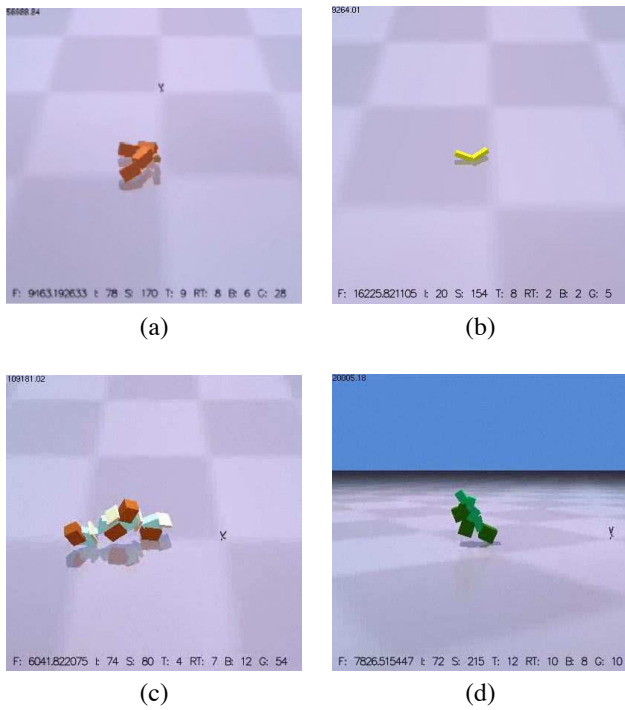 56888.84
Y
F: 9463.192633 I: 78 S: 170 T: 9 RT: 8 B: 6 G: 28
(a)
9264.01
F: 16225.821105 I: 20 S: 154 T: 8 RT: 2 B: 2 G: 5
(b)
109181.02
F: 6041.822075 I: 74 S: 80 T: 4 RT: 7 B: 12 G: 54
(c)
20005.18
F: 7826.515447 I: 72 S: 215 T: 12 RT: 10 B: 8 G: 10
(d)